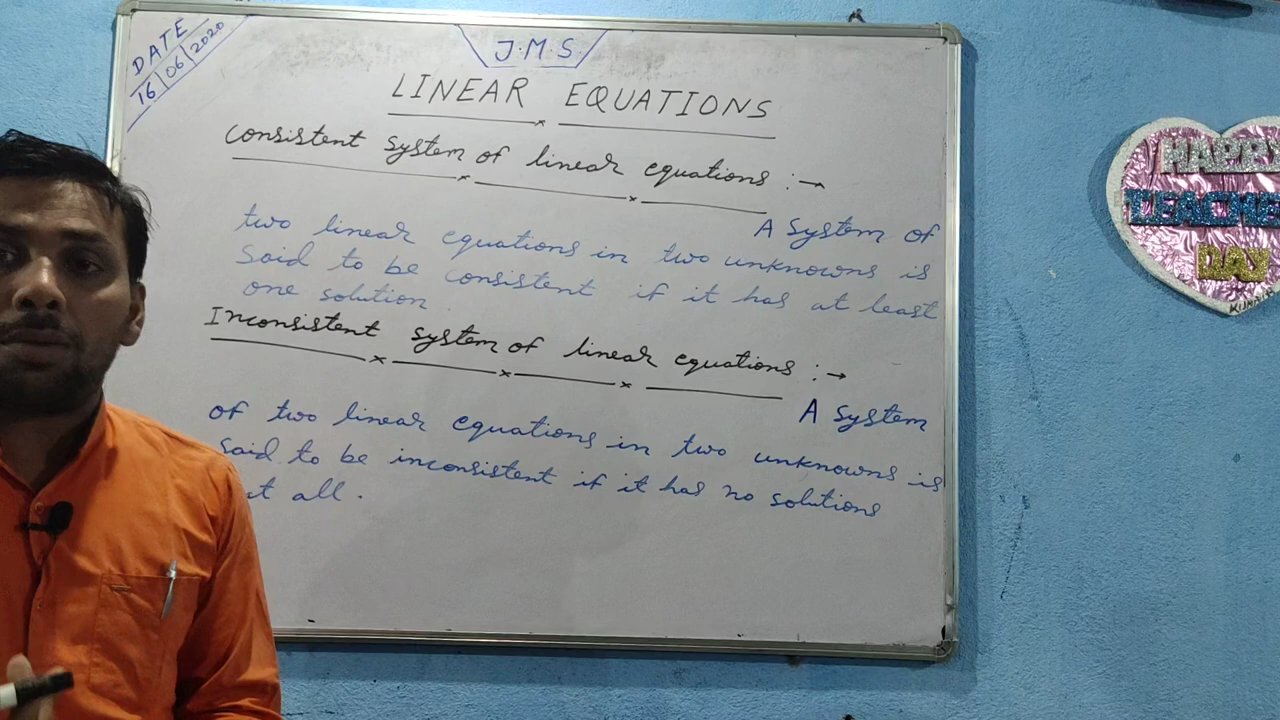 DATE
16/06/2020
J.M.S.
LINEAR EQUATIONS
Consistent system of linear equations :→
A System of
two linear equations in two unknowns is
Said to be consistent if it has at least
one solution
Inconsistent system of linear equations :→
A System
of two linear equations in two unknowns is
Said to be inconsistent if it has no solutions
at all.
HAPPY
TEACHE
DAY